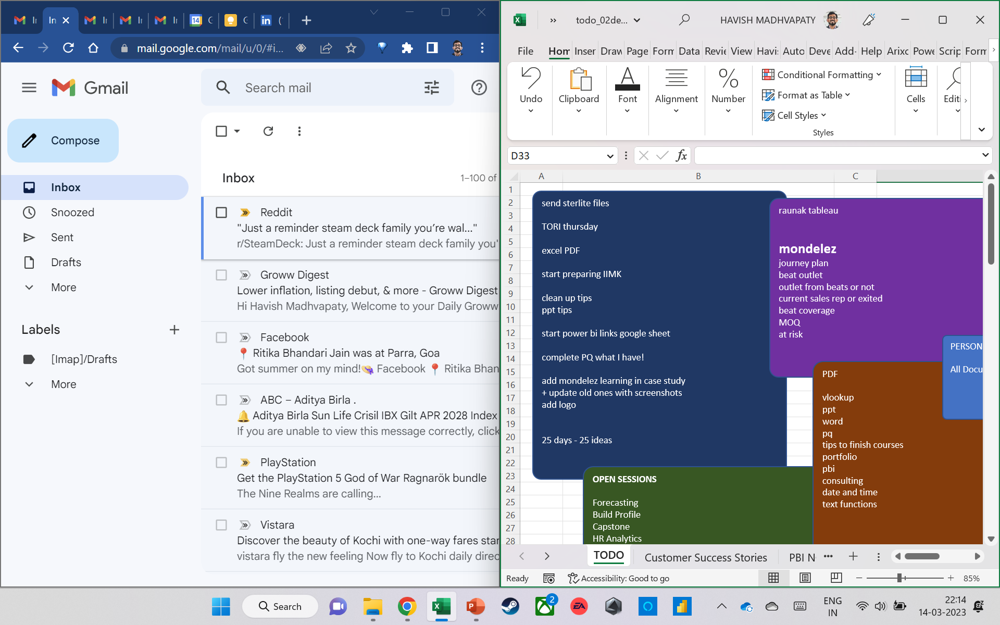 In
14
in
mail.google.com/mail/u/0/#i...
Gmail
Search mail
Compose
Inbox
Snoozed
Sent
Drafts
More
Labels
[Imap]/Drafts
More
Inbox
1–100 of
Reddit
"Just a reminder steam deck family you’re wal..."
r/SteamDeck: Just a reminder steam deck family you'
Groww Digest
Lower inflation, listing debut, & more - Groww Digest
Hi Havish Madhvapaty, Welcome to your Daily Groww
Facebook
📍 Ritika Bhandari Jain was at Parra, Goa
Got summer on my mind!👒 Facebook 📍 Ritika Bhan
ABC – Aditya Birla .
🔔 Aditya Birla Sun Life Crisil IBX Gilt APR 2028 Index
If you are unable to view this message correctly, click
PlayStation
Get the PlayStation 5 God of War Ragnarök bundle
The Nine Realms are calling...
Vistara
Discover the beauty of Kochi with one-way fares star
vistara fly the new feeling Now fly to Kochi daily direc
todo_02de...
HAVISH MADHVAPATY
File Hom Inser Draw Page Form Data Revie View Havi Auto Deve Add- Help Arixc Powe Scrip Form
Undo
Clipboard
Font
Alignment
% Number
Conditional Formatting
Format as Table
Cell Styles
Styles
Cells
Editi
D33
fx
A B C
1
2
3
4
5
6
7
8
9
10
11
12
13
14
15
16
17
18
19
20
21
22
23
24
25
26
27
28
send sterlite files
TORI thursday
excel PDF
start preparing IIMK
clean up tips
ppt tips
start power bi links google sheet
complete PQ what I have!
add mondelez learning in case study
+ update old ones with screenshots
add logo
25 days - 25 ideas
raunak tableau
mondelez
journey plan
beat outlet
outlet from beats or not
current sales rep or exited
beat coverage
MOQ
at risk
PERSON
All Docu
PDF
vlookup
ppt
word
pq
tips to finish courses
portfolio
pbi
consulting
date and time
text functions
OPEN SESSIONS
Forecasting
Build Profile
Capstone
HR Analytics
TODO
Customer Success Stories
PBI N
Ready
Accessibility: Good to go
85%
Search
2
EA
ENG
IN
22:14
14-03-2023